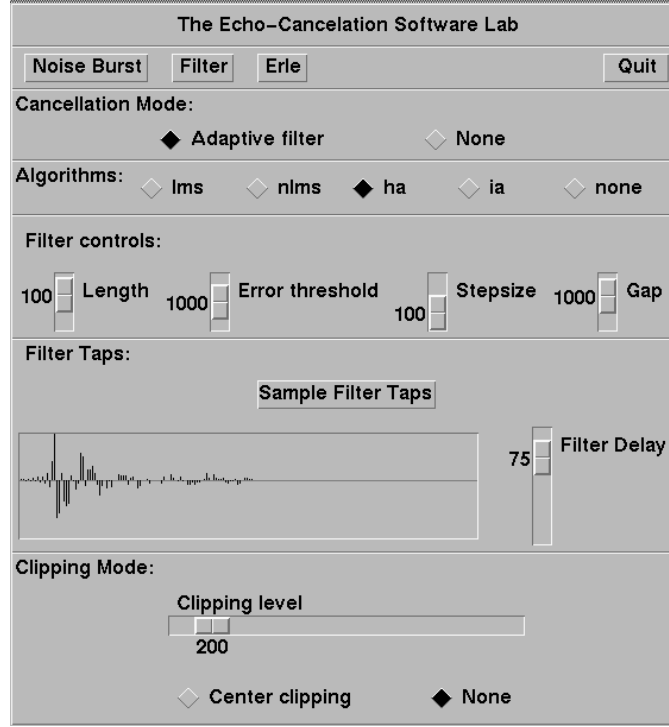 The Echo-Cancelation Software Lab
Noise Burst Filter Erle Quit
Cancellation Mode:
Adaptive filter None
Algorithms: lms nlms ha ia none
Filter controls:
100 Length 1000 Error threshold 100 Stepsize 1000 Gap
Filter Taps:
Sample Filter Taps
75 Filter Delay
Clipping Mode:
Clipping level
200
Center clipping None